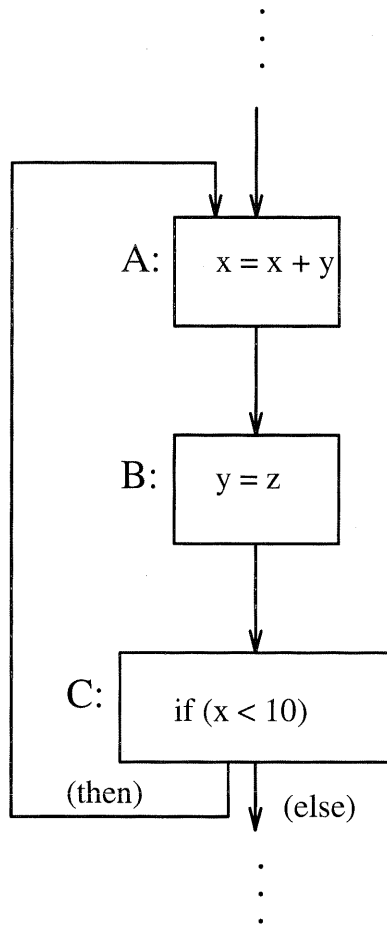 A:
x = x + y
B:
y = z
C:
if (x < 10)
(then)
(else)